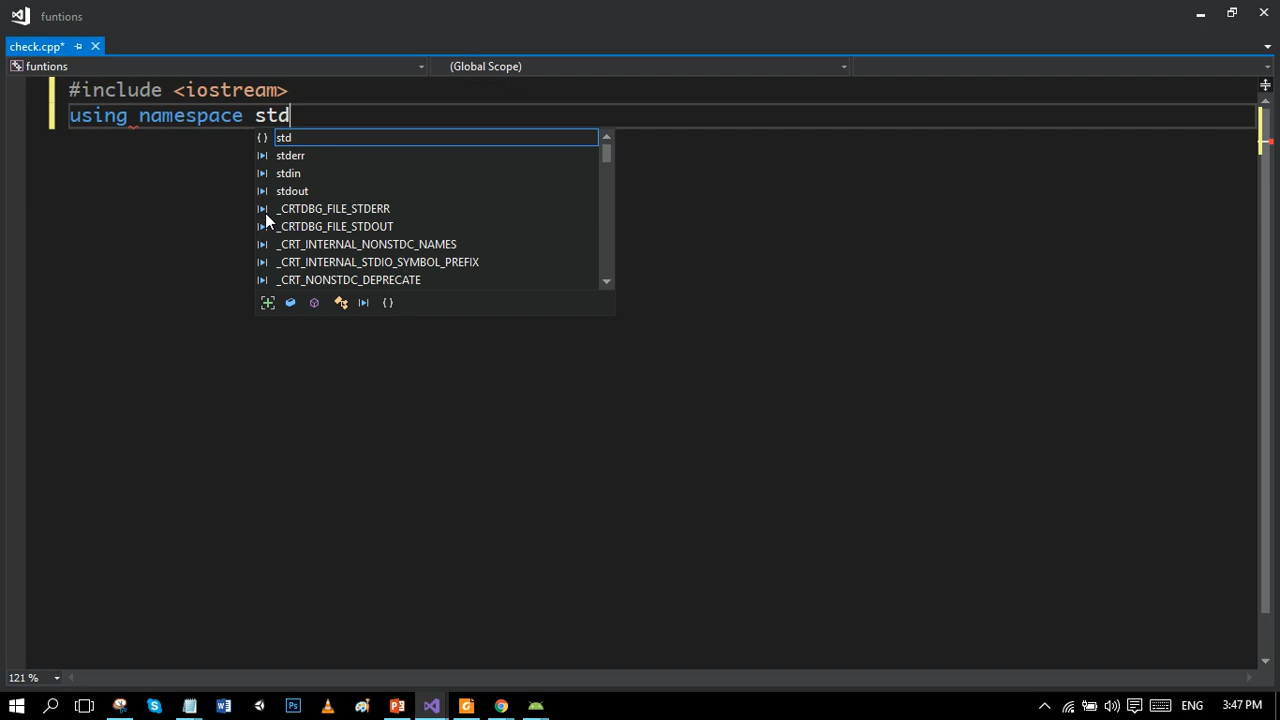 funtions
check.cpp*
funtions
(Global Scope)
#include <iostream>
using namespace std
{ } std
stderr
stdin
stdout
_CRTDBG_FILE_STDERR
_CRTDBG_FILE_STDOUT
_CRT_INTERNAL_NONSTDC_NAMES
_CRT_INTERNAL_STDIO_SYMBOL_PREFIX
_CRT_NONSTDC_DEPRECATE
{ }
121 %
ENG
3:47 PM